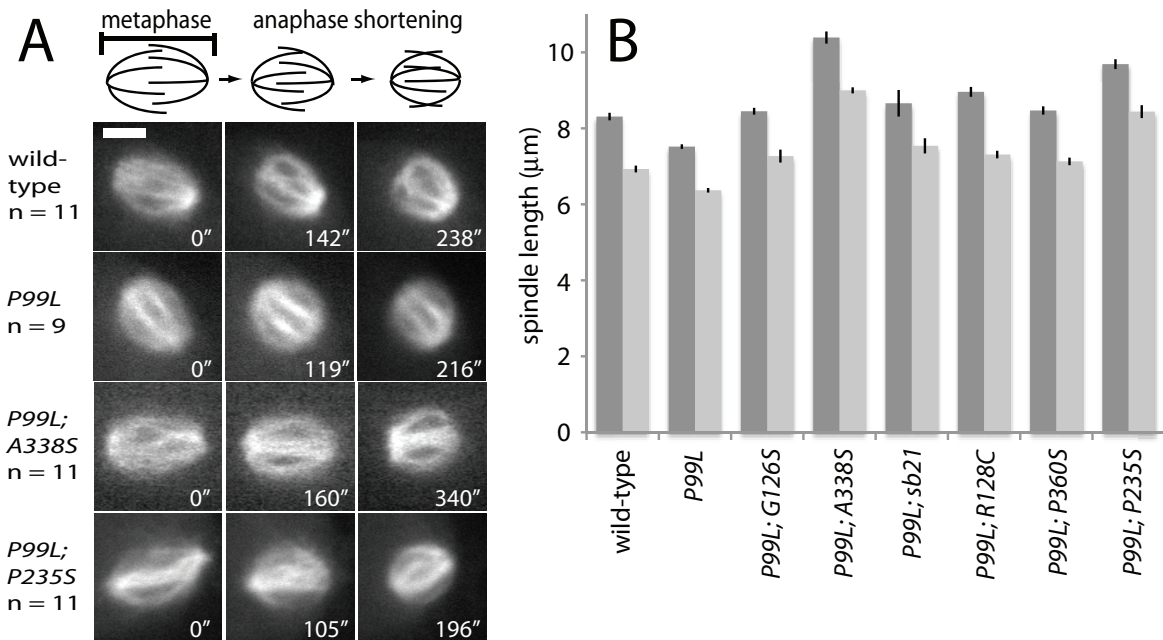 A
metaphase
anaphase shortening
wild-
type
n = 11
0”
142”
238”
P99L
n = 9
0”
119”
216”
P99L;
A338S
n = 11
0”
160”
340”
P99L;
P235S
n = 11
0”
105”
196”
B
spindle length (μm)
10
8
6
4
2
0
wild-type
P99L
P99L; G126S
P99L; A338S
P99L; sb21
P99L; R128C
P99L; P360S
P99L; P235S